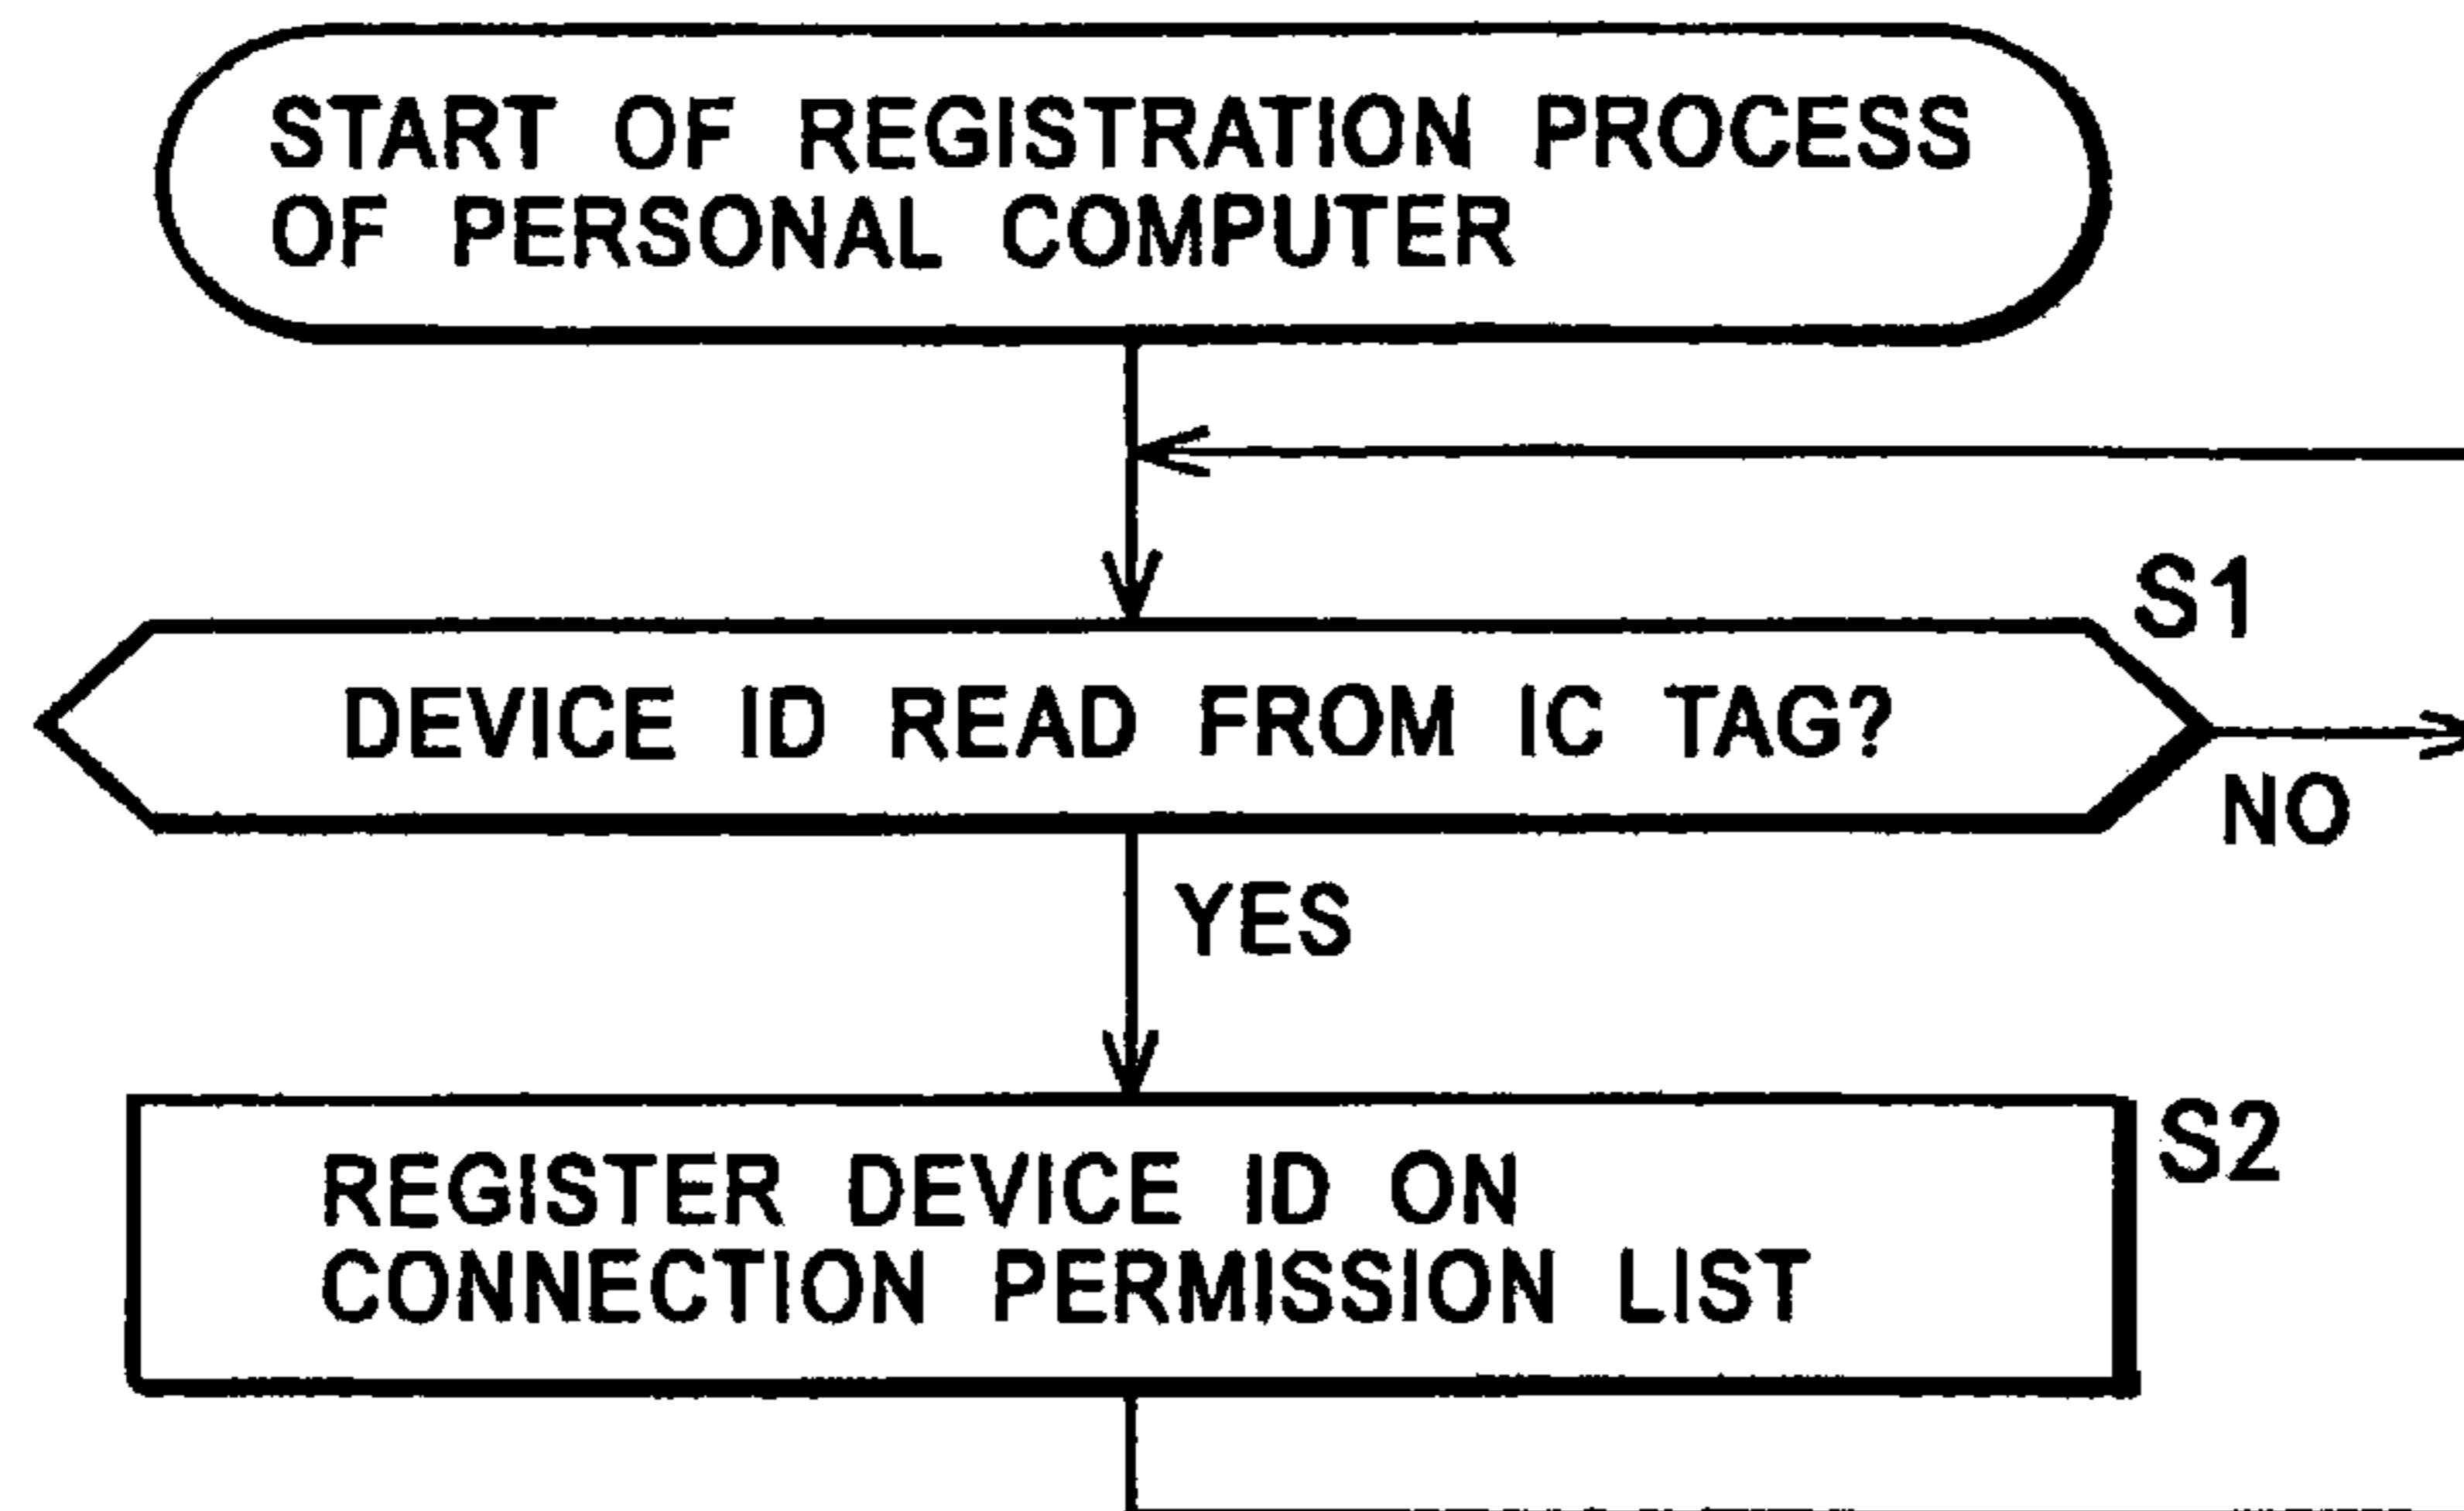 START OF REGISTRATION PROCESS
OF PERSONAL COMPUTER
S1
DEVICE ID READ FROM IC TAG?
NO
YES
S2
REGISTER DEVICE ID ON
CONNECTION PERMISSION LIST